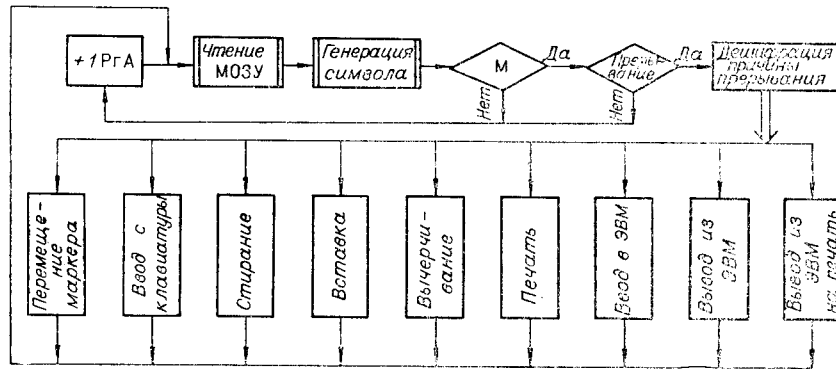 +1РгА
Чтение
МОЗУ
Генерация
символа
М
Да
Нет
Преры-
вание
Да
Нет
Дешифрация
причины
прерывания
Перемеще-
ние
маркера
Ввод с
клавиатуры
Стирание
Вставка
Вычерчи-
вание
Печать
Ввод в ЭВМ
Вывод из
ЭВМ
Вывод из
ЭВМ
на печать